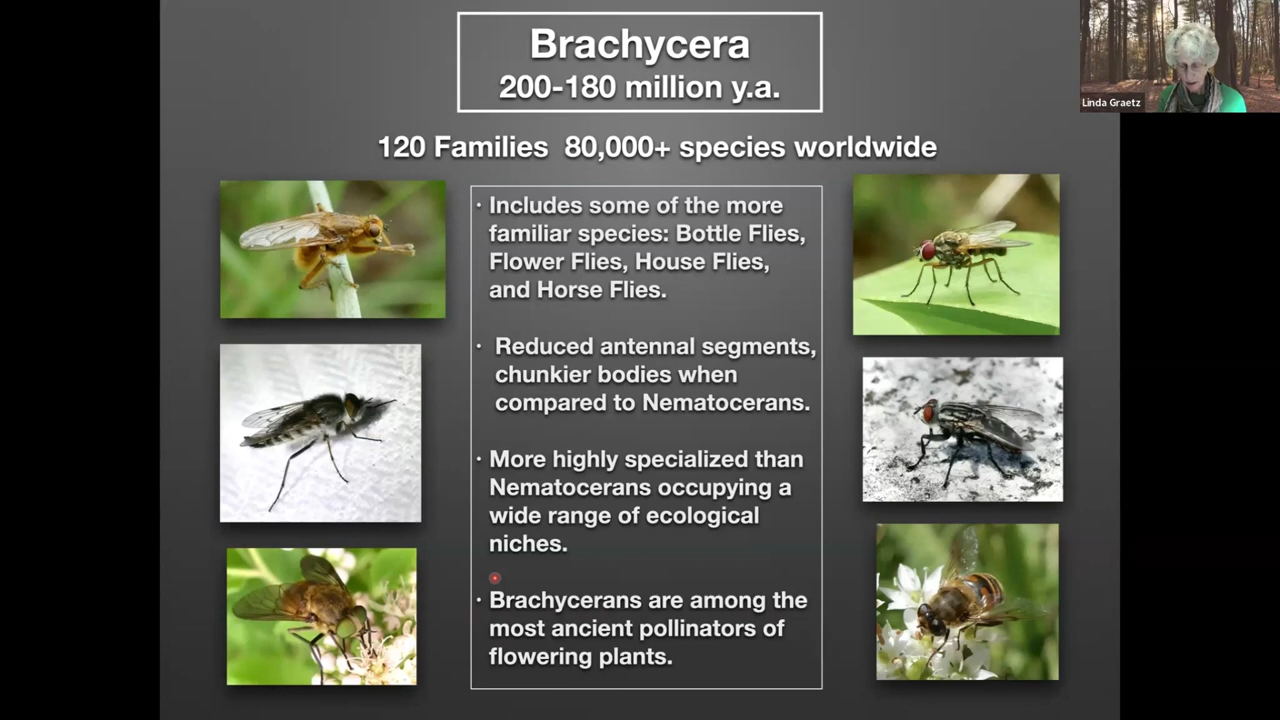 Brachycera
200-180 million y.a.
Linda Graetz
120 Families  80,000+ species worldwide
· Includes some of the more
familiar species: Bottle Flies,
Flower Flies, House Flies,
and Horse Flies.
· Reduced antennal segments,
chunkier bodies when
compared to Nematocerans.
· More highly specialized than
Nematocerans occupying a
wide range of ecological
niches.
· Brachycerans are among the
most ancient pollinators of
flowering plants.